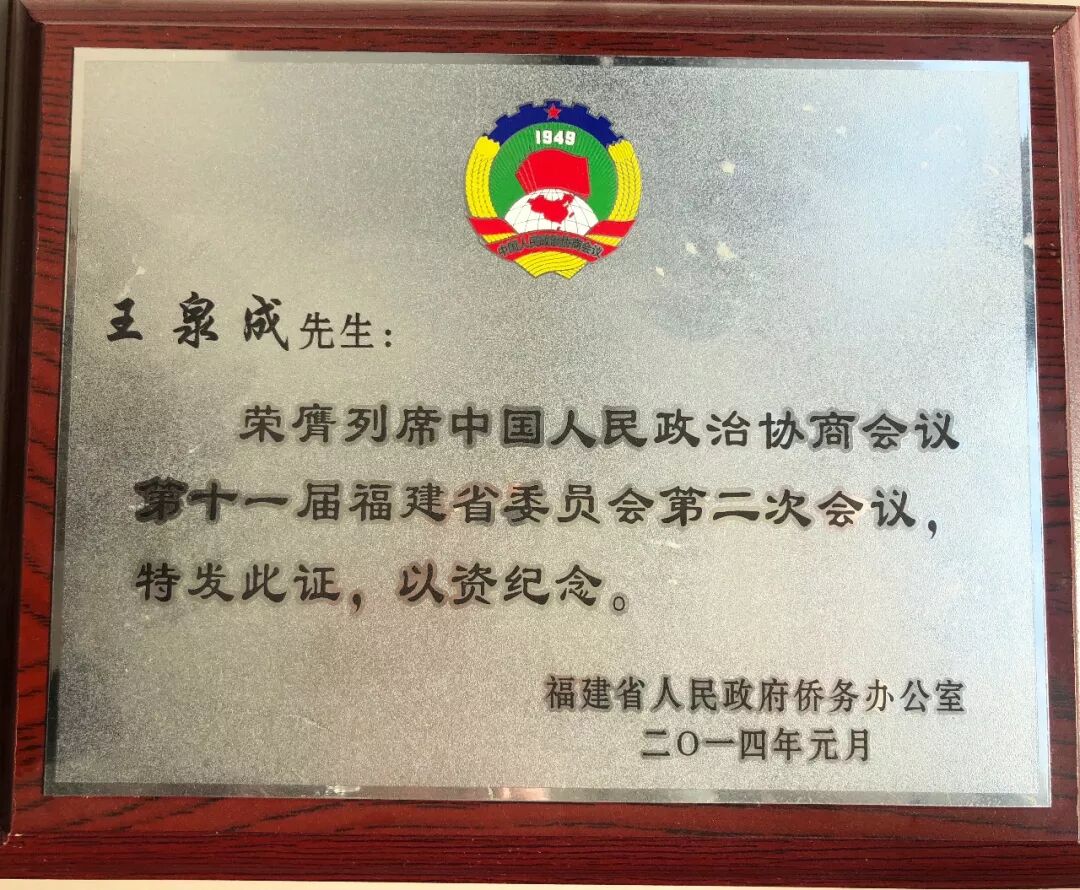 1949
中国人民政治协商会议
王泉成先生：
荣膺列席中国人民政治协商会议
第十一届福建省委员会第二次会议，
特发此证，以资纪念。
福建省人民政府侨务办公室
二〇一四年元月